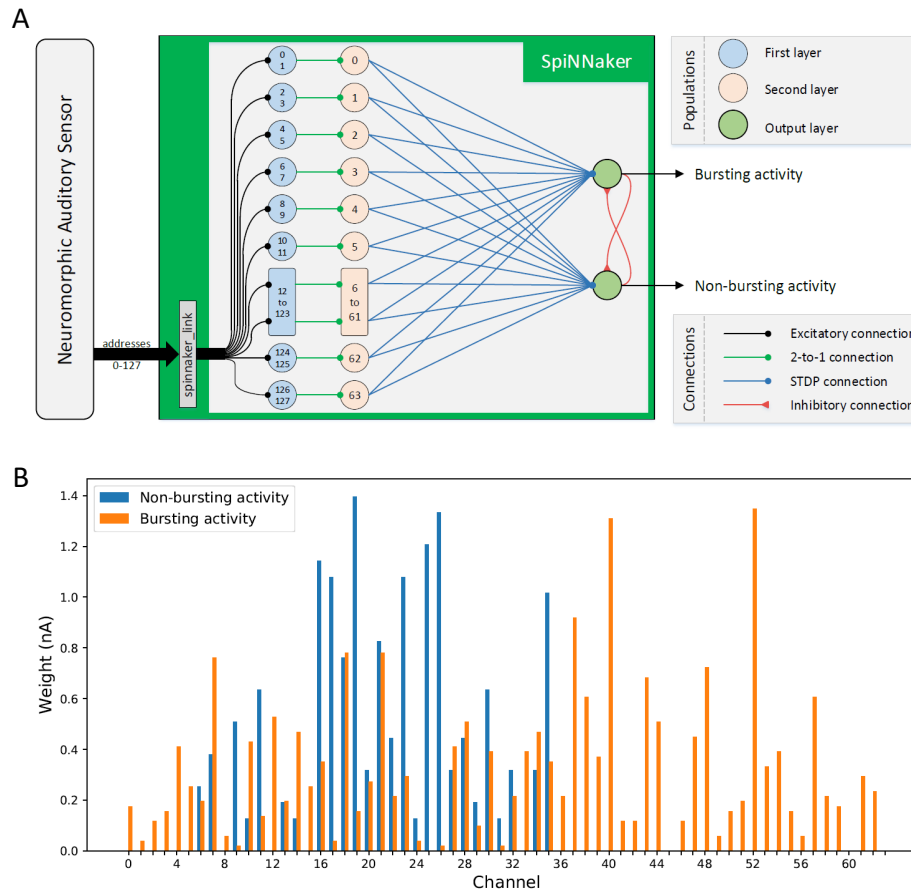 A
Neuromorphic Auditory Sensor
addresses
0-127
spinnaker_link
SpiNNaker
0
1
0
2
3
1
4
5
2
6
7
3
8
9
4
10
11
5
12
to
123
6
to
61
124
125
62
126
127
63
Bursting activity
Non-bursting activity
Populations
First layer
Second layer
Output layer
Connections
Excitatory connection
2-to-1 connection
STDP connection
Inhibitory connection
B
Non-bursting activity
Bursting activity
Weight (nA)
1.4
1.2
1.0
0.8
0.6
0.4
0.2
0.0
0 4 8 12 16 20 24 28 32 36 40 44 48 52 56 60
Channel